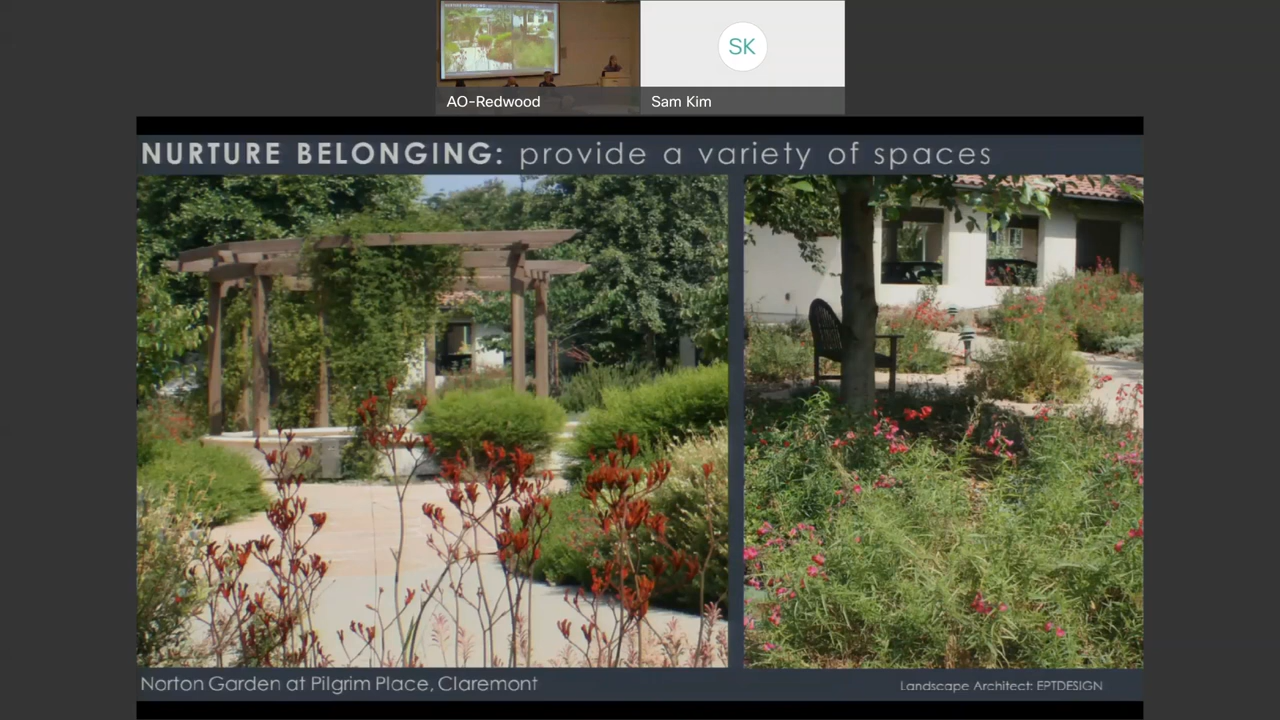 SK
AO-Redwood
Sam Kim
NURTURE BELONGING: provide a variety of spaces
Norton Garden at Pilgrim Place, Claremont
Landscape Architect: EPTDESIGN